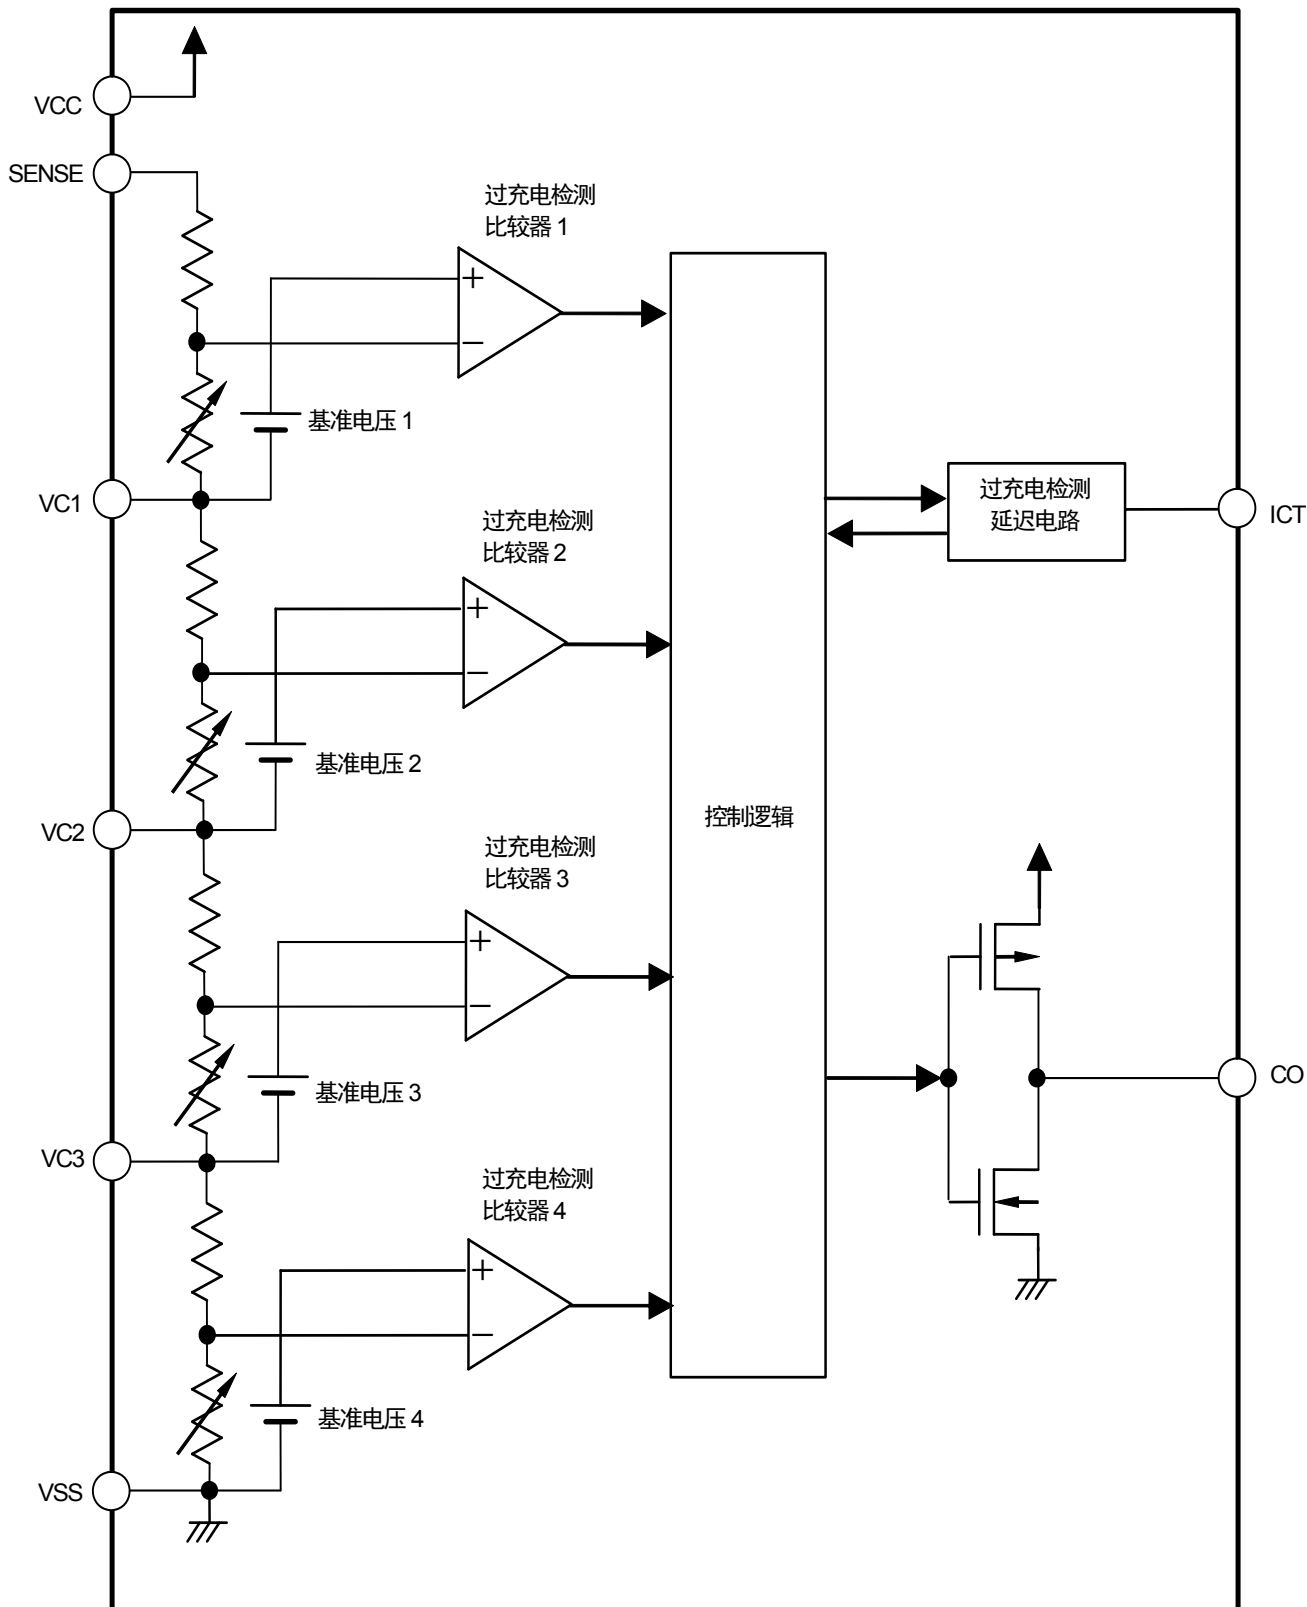 VCC
SENSE
过充电检测
比较器 1
+
−
基准电压 1
VC1
过充电检测
比较器 2
+
−
基准电压 2
VC2
过充电检测
比较器 3
+
−
基准电压 3
VC3
过充电检测
比较器 4
+
−
基准电压 4
VSS
控制逻辑
过充电检测
延迟电路
ICT
CO